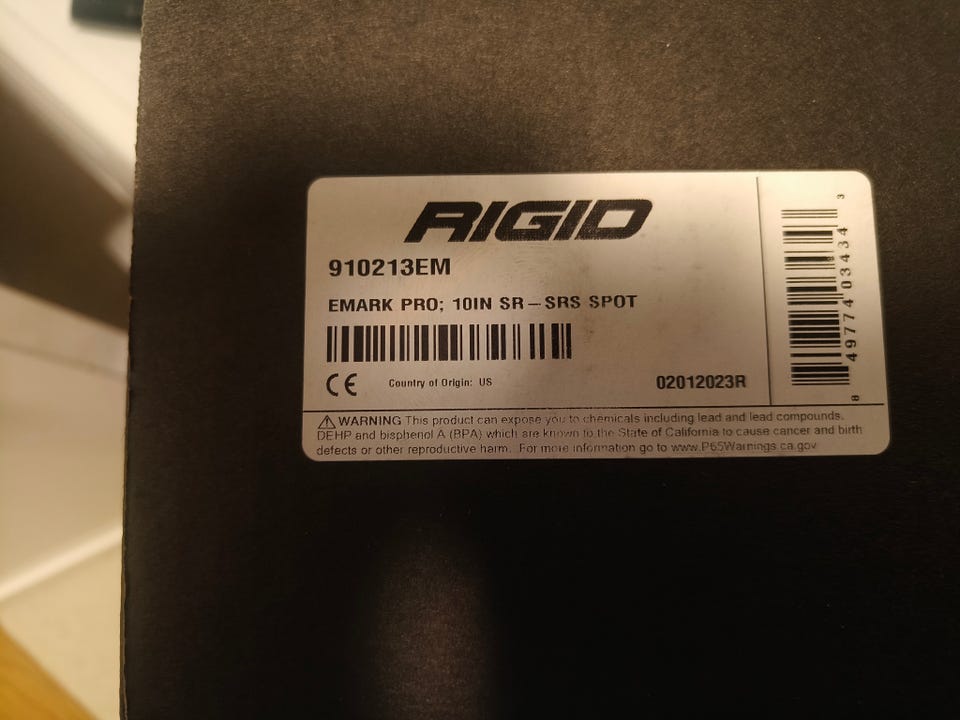 RIGID
910213EM
EMARK PRO; 10IN SR-SRS SPOT
CE
Country of Origin: US
02012023R
⚠ WARNING This product can expose you to chemicals including lead and lead compounds,
DEHP and bisphenol A (BPA) which are known to the State of California to cause cancer and birth
defects or other reproductive harm. For more information go to www.P65Warnings.ca.gov
8 49774 03434 3